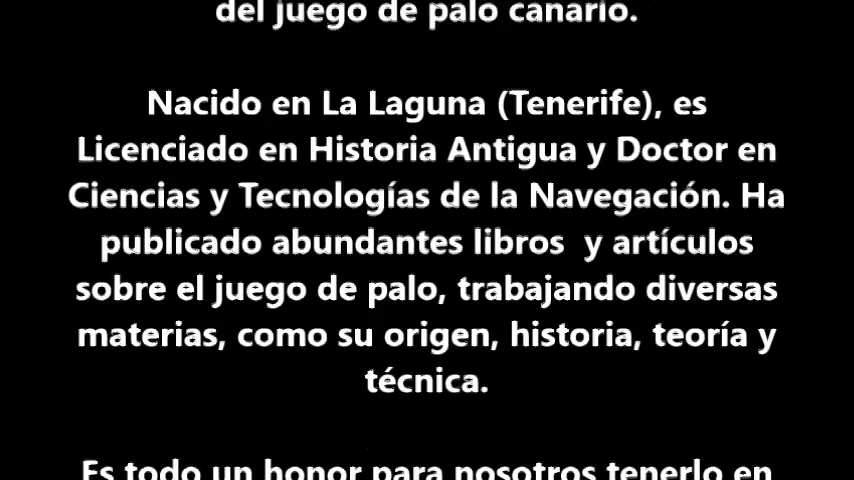 del juego de palo canario.
Nacido en La Laguna (Tenerife), es
Licenciado en Historia Antigua y Doctor en
Ciencias y Tecnologías de la Navegación. Ha
publicado abundantes libros  y artículos
sobre el juego de palo, trabajando diversas
materias, como su origen, historia, teoría y
técnica.
Es todo un honor para nosotros tenerlo en